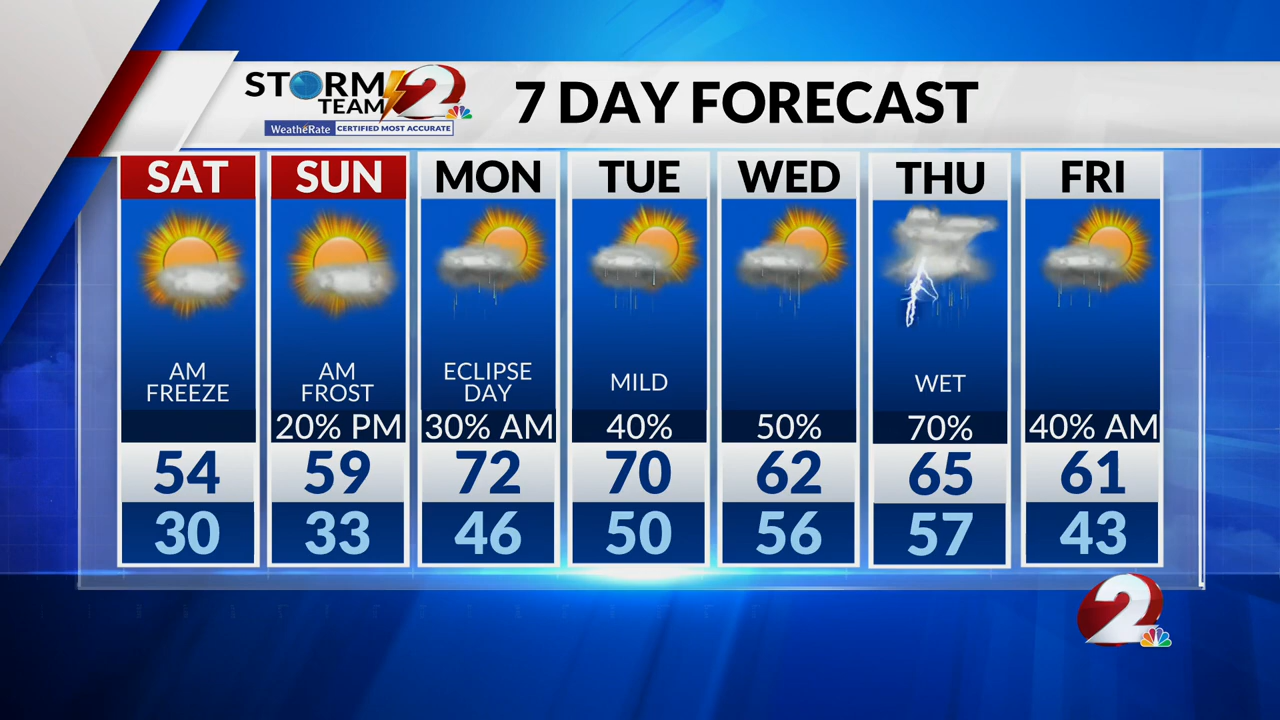 STORM
TEAM 2
WeatheRate CERTIFIED MOST ACCURATE
7 DAY FORECAST
SAT SUN MON TUE WED THU FRI
AM FREEZE
AM FROST
ECLIPSE DAY
MILD
WET
20% PM 30% AM 40% 50% 70% 40% AM
54 59 72 70 62 65 61
30 33 46 50 56 57 43
2